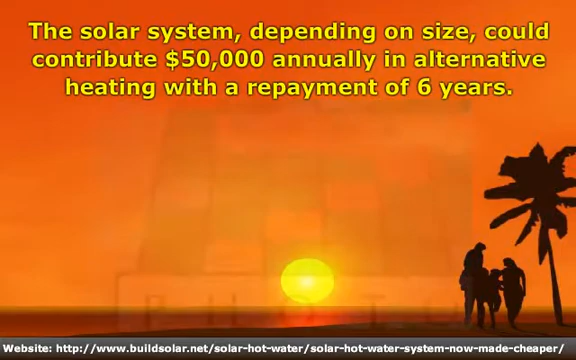 The solar system, depending on size, could
contribute $50,000 annually in alternative
heating with a repayment of 6 years.
PHOTO
Website: http://www.buildsolar.net/solar-hot-water/solar-hot-water-system-now-made-cheaper/